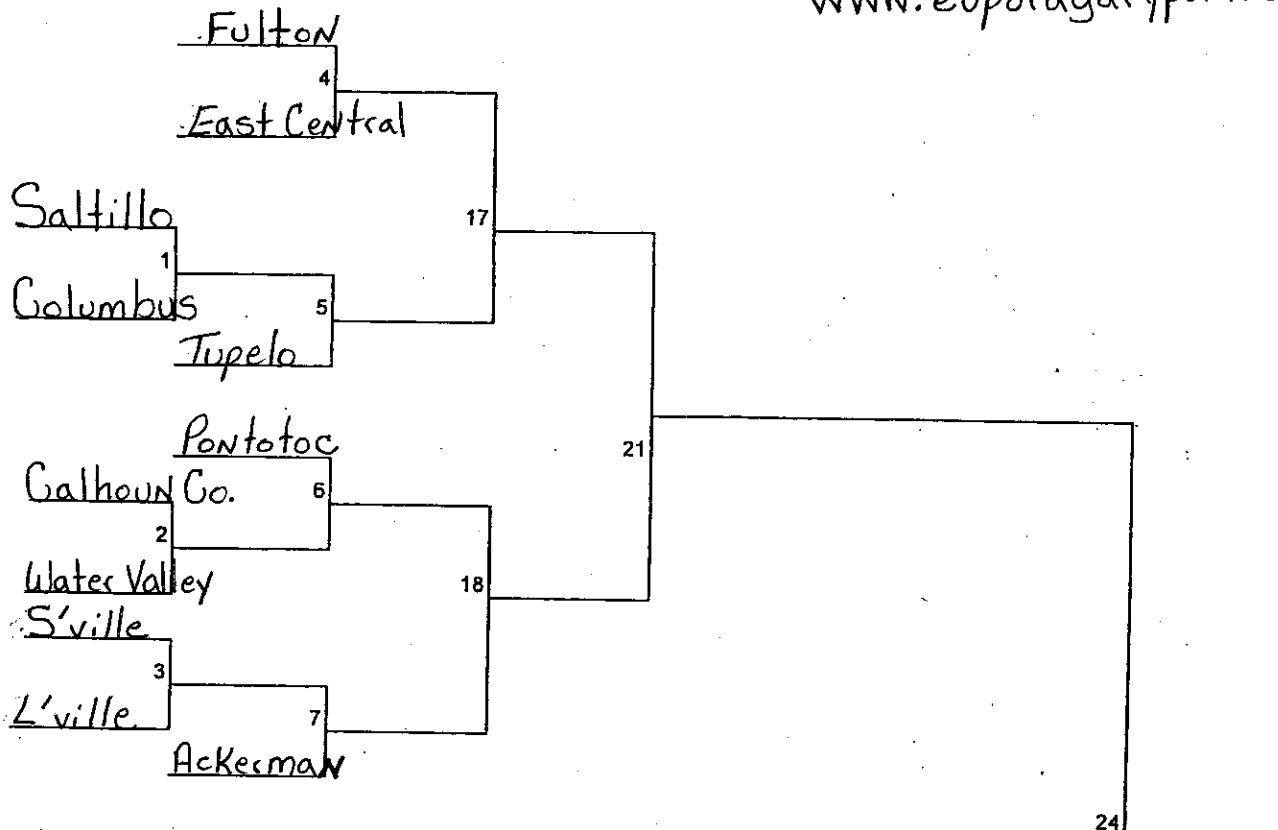 Fulton
4
East Central
Saltillo
17
1
Columbus
5
Tupelo
Pontotoc
21
Calhoun Co.
6
2
Water Valley
18
S'ville
3
L'ville
7
Ackerman
24